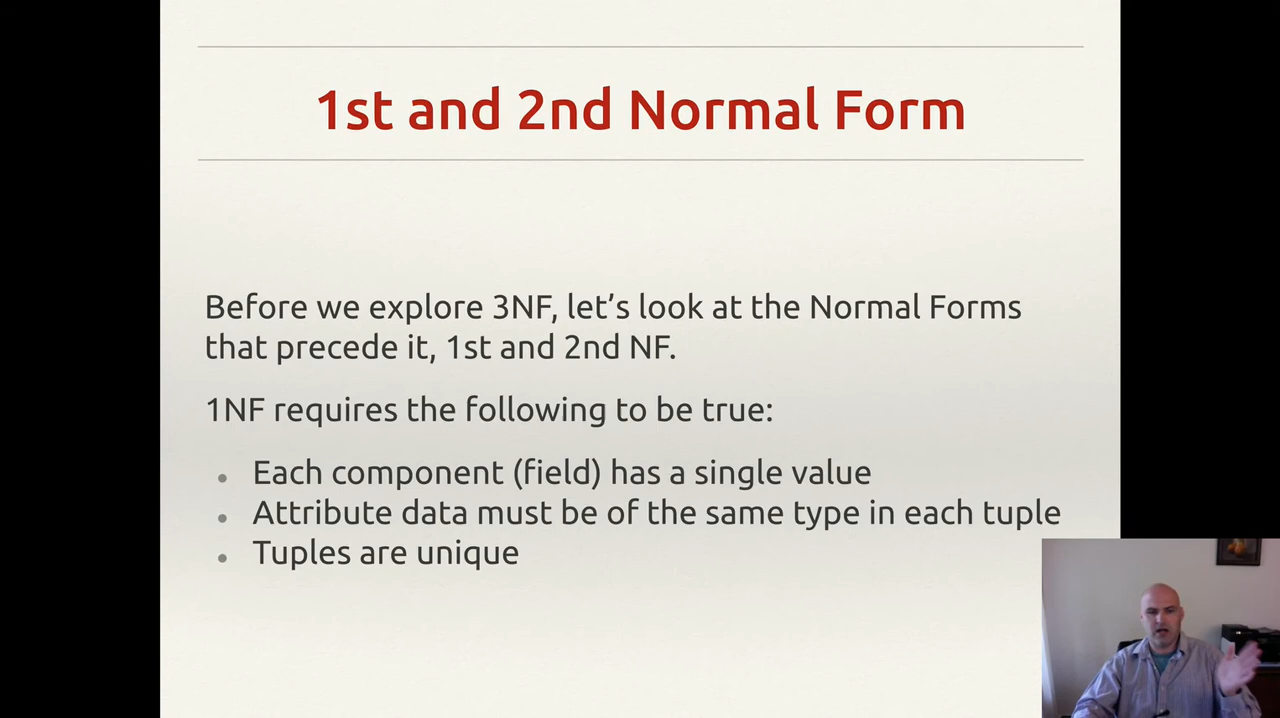 1st and 2nd Normal Form
Before we explore 3NF, let’s look at the Normal Forms
that precede it, 1st and 2nd NF.
1NF requires the following to be true:
• Each component (field) has a single value
• Attribute data must be of the same type in each tuple
• Tuples are unique